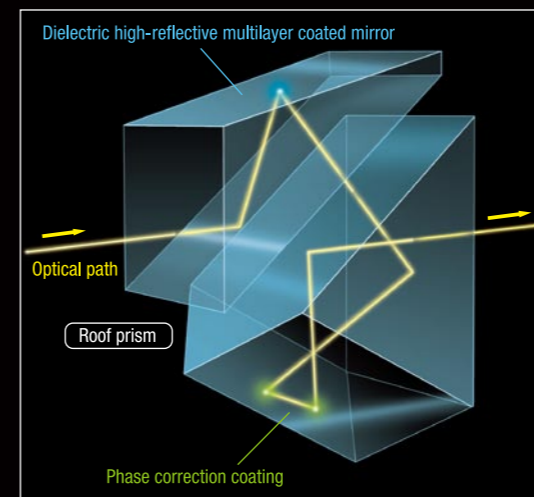 Dielectric high-reflective multilayer coated mirror
Optical path
Roof prism
Phase correction coating